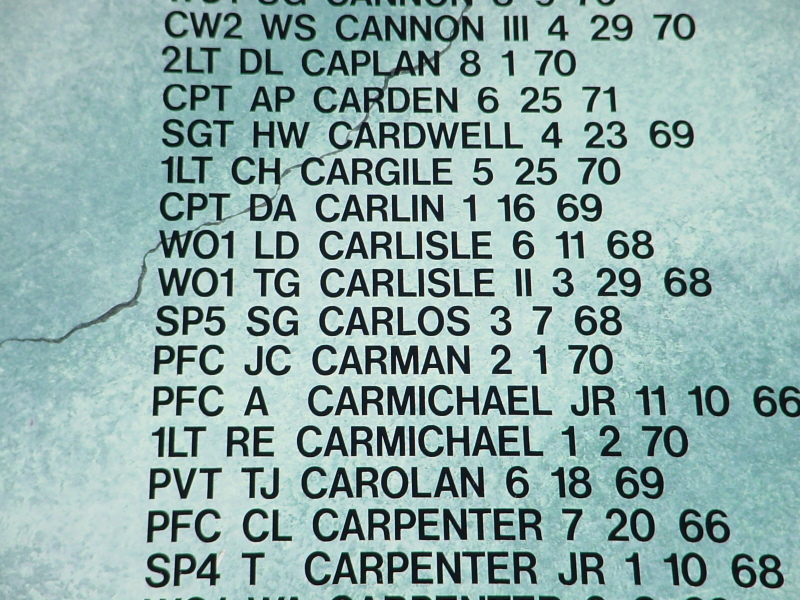 CW2 WS CANNON III 4 29 70
2LT DL CAPLAN 8 1 70
CPT AP CARDEN 6 25 71
SGT HW CARDWELL 4 23 69
1LT CH CARGILE 5 25 70
CPT DA CARLIN 1 16 69
WO1 LD CARLISLE 6 11 68
WO1 TG CARLISLE II 3 29 68
SP5 SG CARLOS 3 7 68
PFC JC CARMAN 2 1 70
PFC A CARMICHAEL JR 11 10 66
1LT RE CARMICHAEL 1 2 70
PVT TJ CAROLAN 6 18 69
PFC CL CARPENTER 7 20 66
SP4 T CARPENTER JR 1 10 68